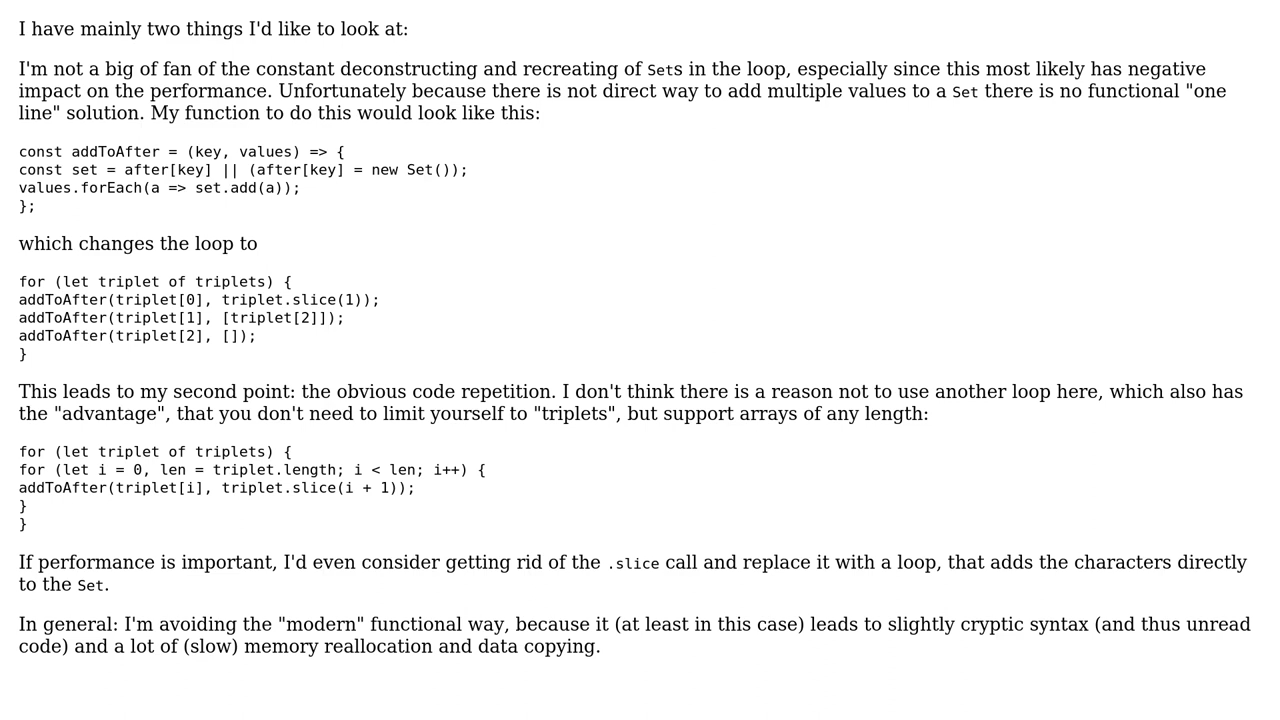 I have mainly two things I'd like to look at:
I'm not a big of fan of the constant deconstructing and recreating of Sets in the loop, especially since this most likely has negative
impact on the performance. Unfortunately because there is not direct way to add multiple values to a Set there is no functional "one
line" solution. My function to do this would look like this:
const addToAfter = (key, values) => {
const set = after[key] || (after[key] = new Set());
values.forEach(a => set.add(a));
};
which changes the loop to
for (let triplet of triplets) {
addToAfter(triplet[0], triplet.slice(1));
addToAfter(triplet[1], [triplet[2]]);
addToAfter(triplet[2], []);
}
This leads to my second point: the obvious code repetition. I don't think there is a reason not to use another loop here, which also has
the "advantage", that you don't need to limit yourself to "triplets", but support arrays of any length:
for (let triplet of triplets) {
for (let i = 0, len = triplet.length; i < len; i++) {
addToAfter(triplet[i], triplet.slice(i + 1));
}
}
If performance is important, I'd even consider getting rid of the .slice call and replace it with a loop, that adds the characters directly
to the Set.
In general: I'm avoiding the "modern" functional way, because it (at least in this case) leads to slightly cryptic syntax (and thus unread
code) and a lot of (slow) memory reallocation and data copying.